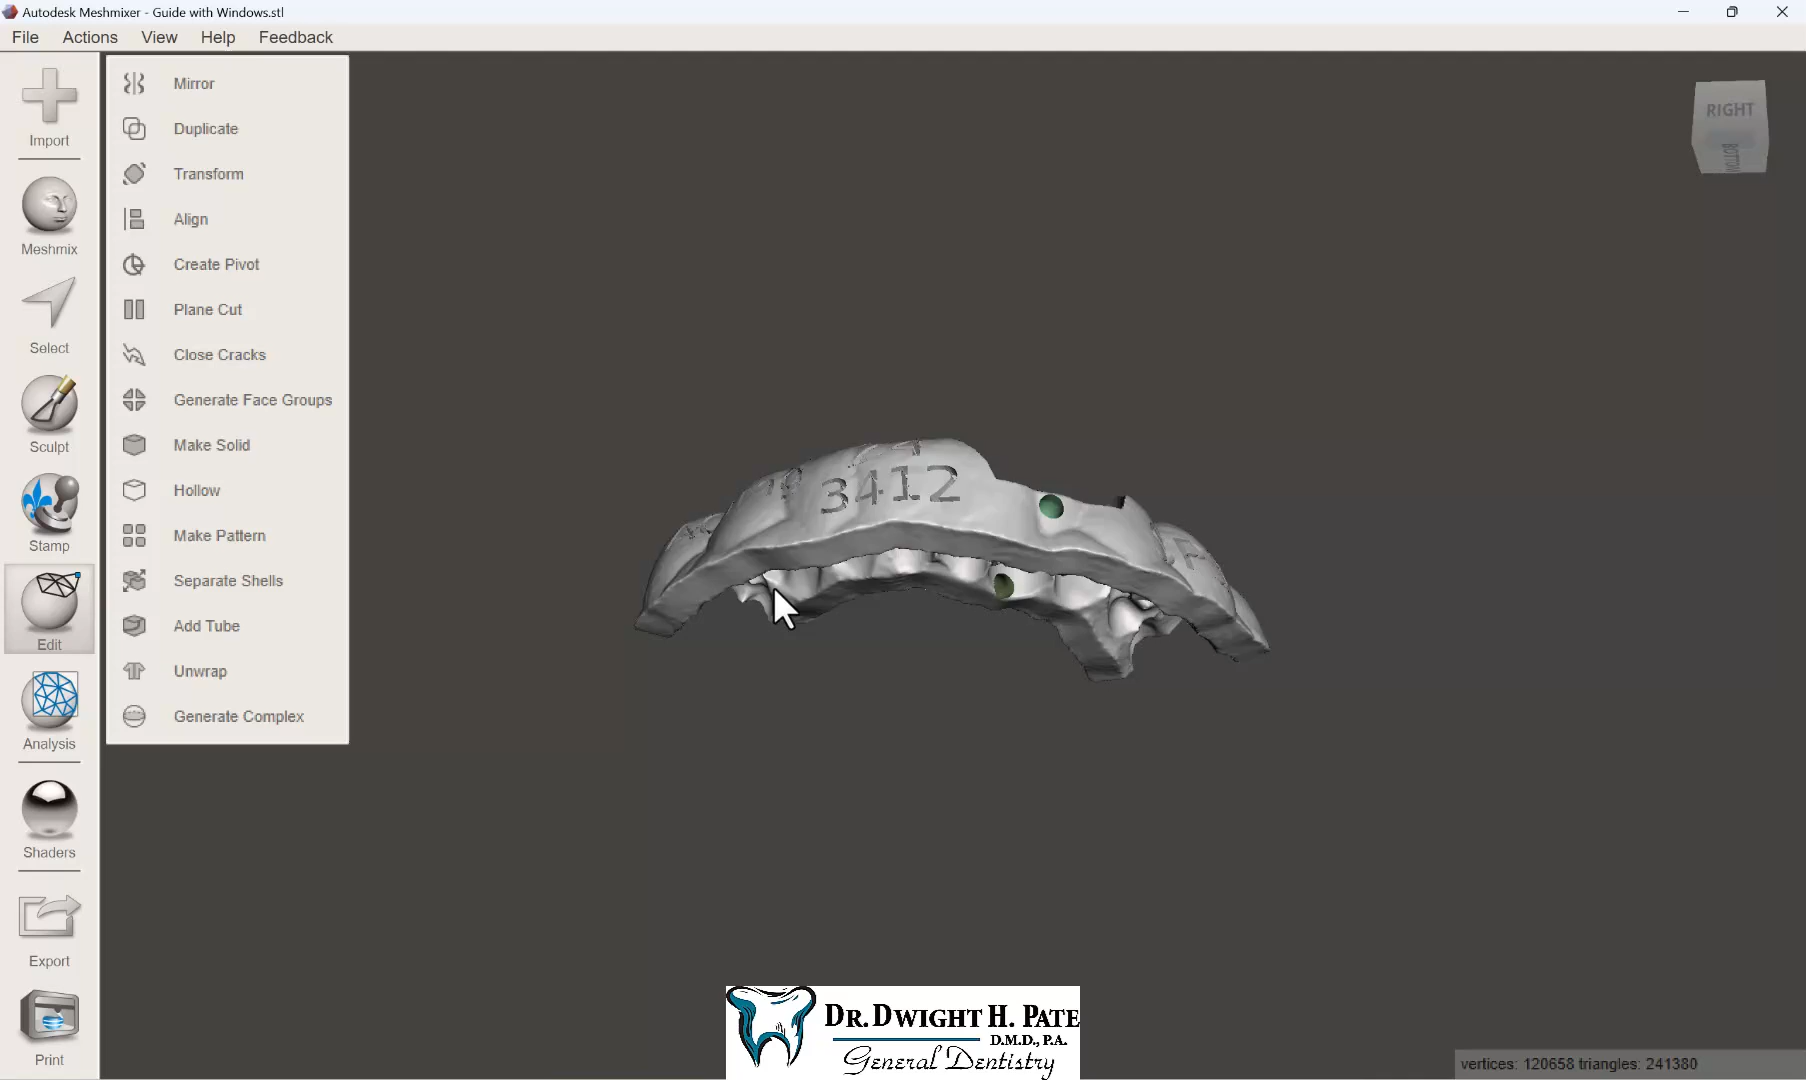 Autodesk Meshmixer - Guide with Windows.stl
File Actions View Help Feedback
Import
Meshmix
Select
Sculpt
Stamp
Edit
Analysis
Shaders
Export
Print
Mirror
Duplicate
Transform
Align
Create Pivot
Plane Cut
Close Cracks
Generate Face Groups
Make Solid
Hollow
Make Pattern
Separate Shells
Add Tube
Unwrap
Generate Complex
RIGHT
BOTTOM
3412
DR. DWIGHT H. PATE
D.M.D., P.A.
General Dentistry
vertices: 120658 triangles: 241380